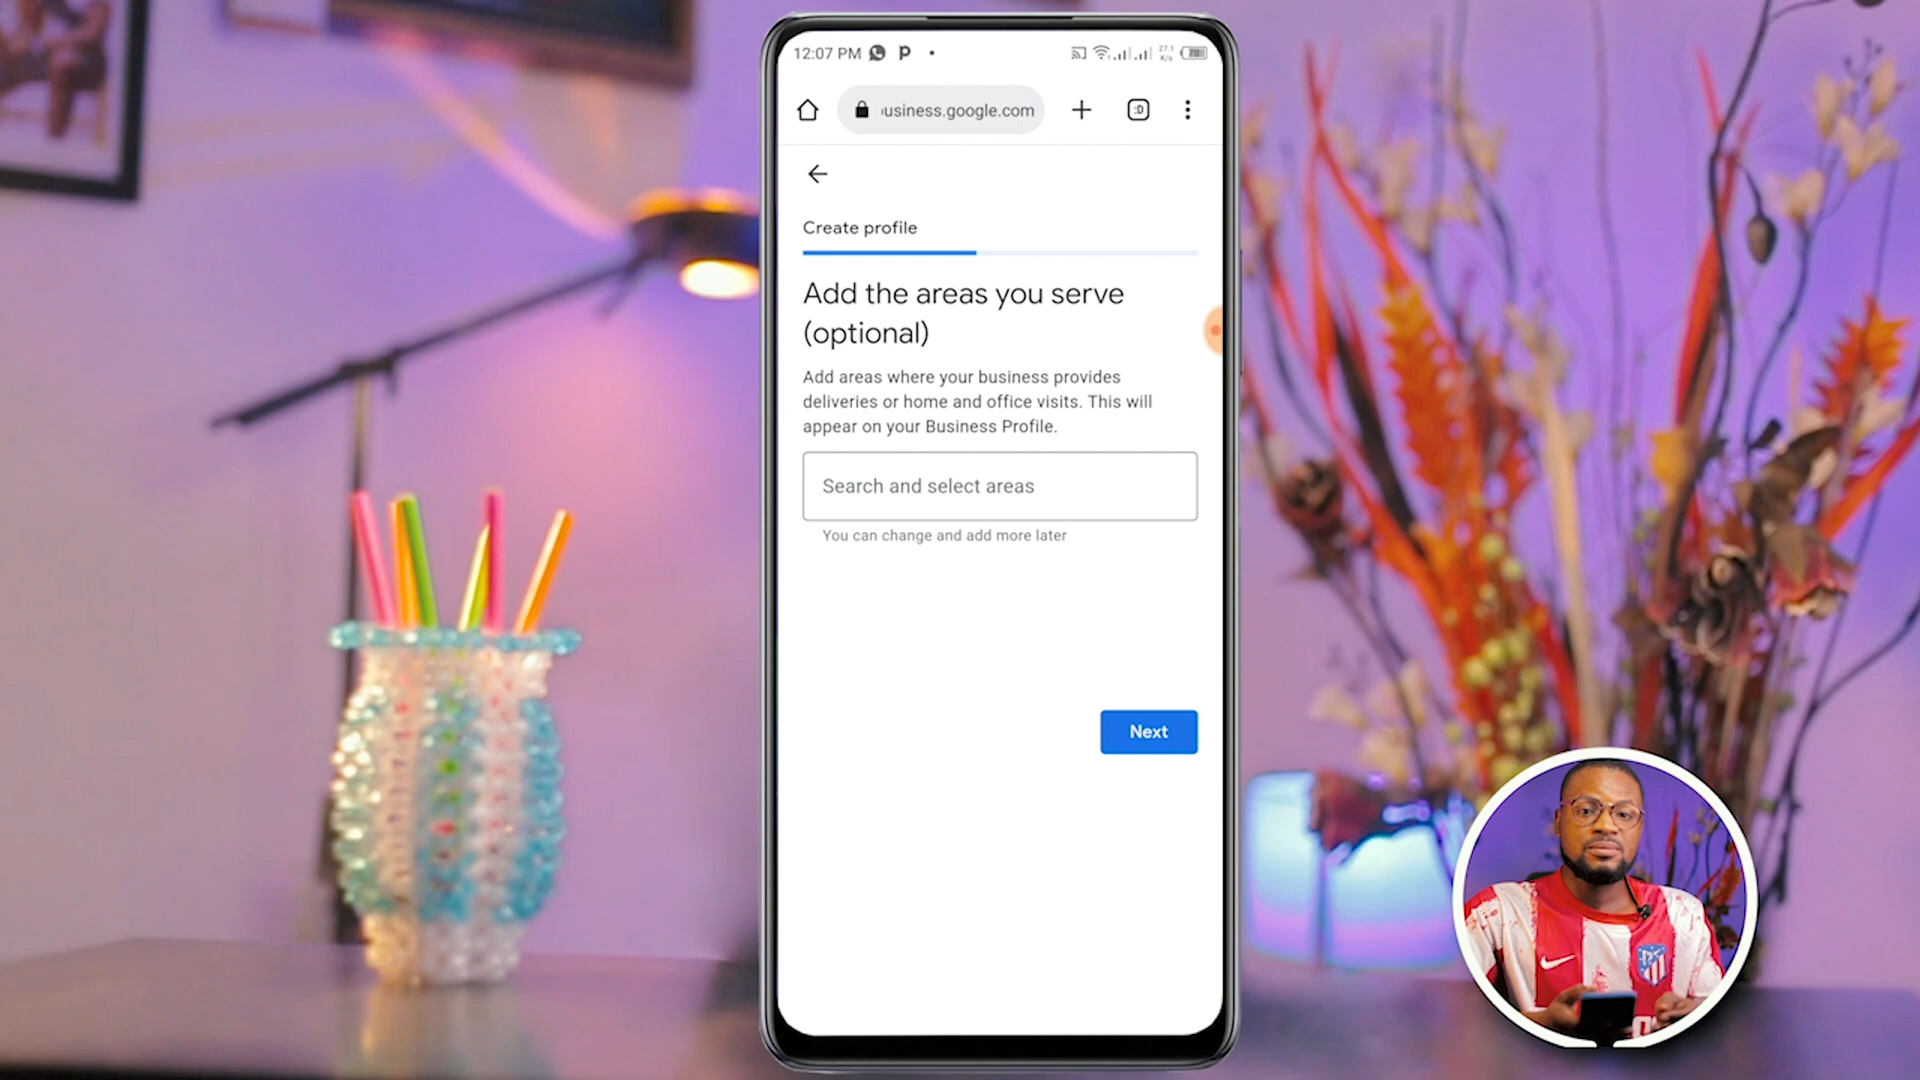 12:07 PM
27.1
K/s
usiness.google.com
:D
Create profile
Add the areas you serve
(optional)
Add areas where your business provides
deliveries or home and office visits. This will
appear on your Business Profile.
Search and select areas
You can change and add more later
Next